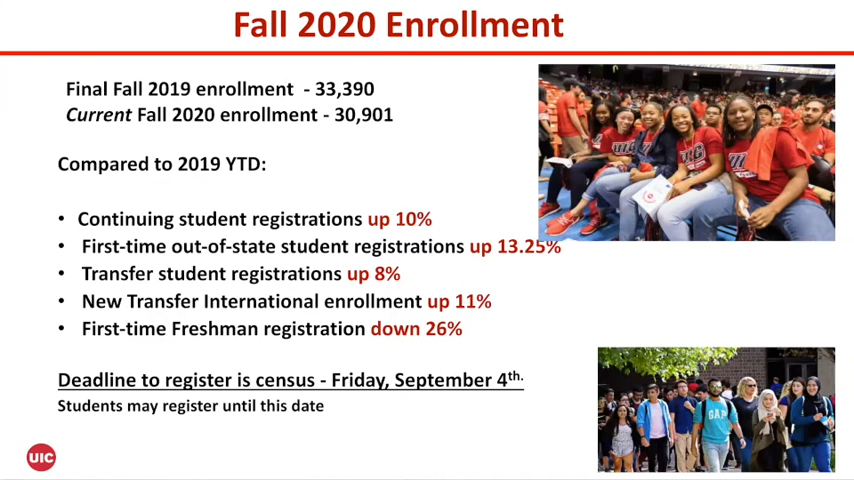 Fall 2020 Enrollment
Final Fall 2019 enrollment - 33,390
Current Fall 2020 enrollment - 30,901
Compared to 2019 YTD:
• Continuing student registrations up 10%
• First-time out-of-state student registrations up 13.25%
• Transfer student registrations up 8%
• New Transfer International enrollment up 11%
• First-time Freshman registration down 26%
Deadline to register is census - Friday, September 4th.
Students may register until this date
UIC
GAP